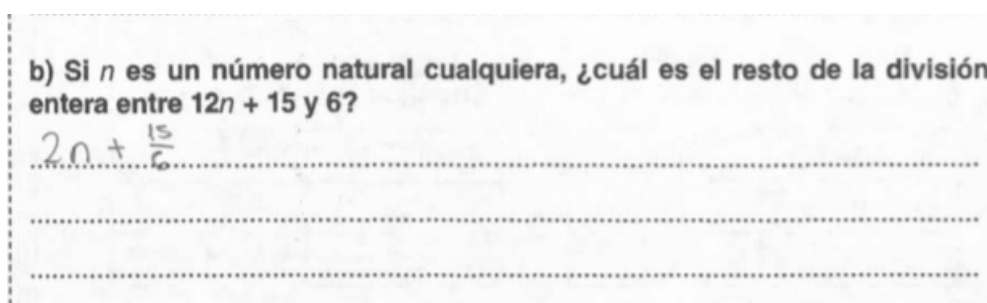 b) Si n es un número natural cualquiera, ¿cuál es el resto de la división
entera entre 12n + 15 y 6?
2n + 15/6